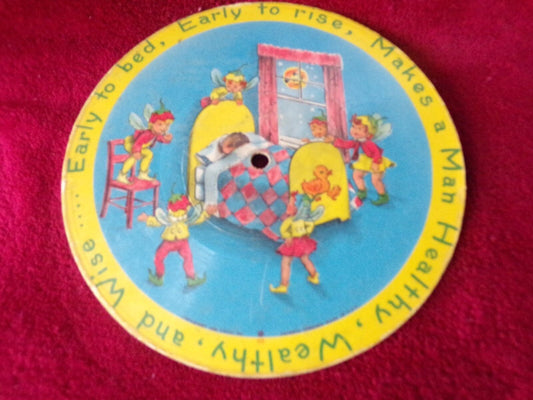 Early to bed, Early to rise, Makes a Man Healthy, Wealthy, and Wise ....